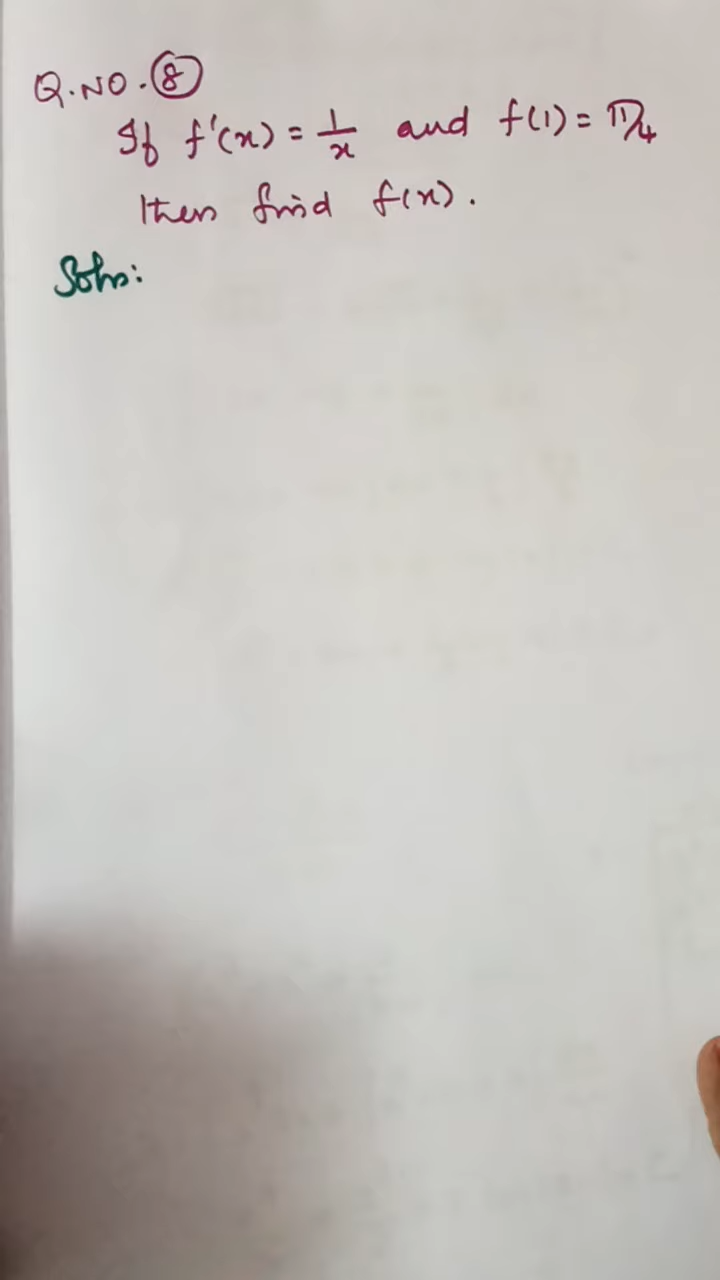 Q.NO.⑧
If f'(x) = 1/x and f(1) = π/4
then find f(x).
Soln: